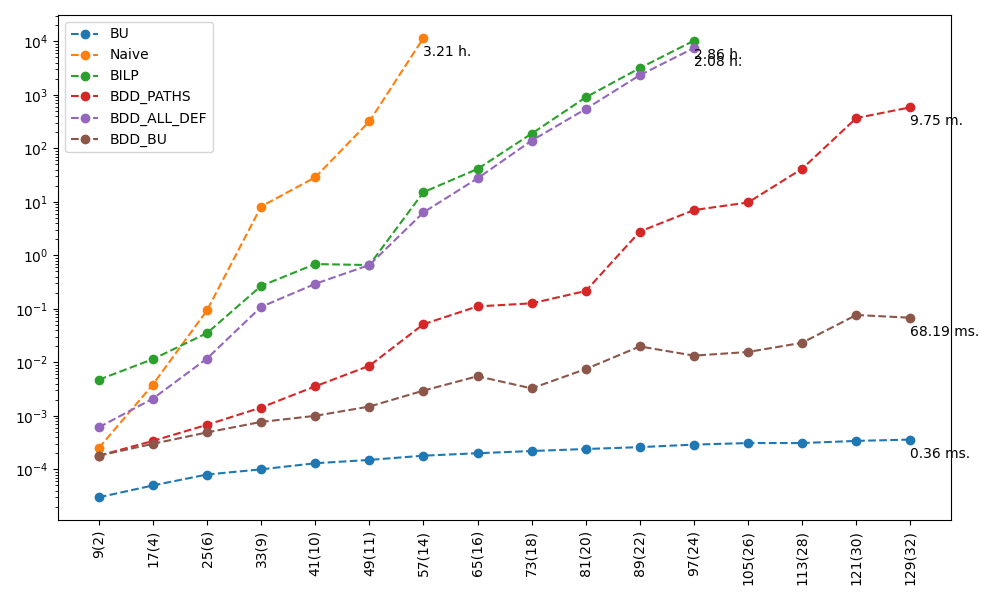 BU
Naive
BILP
BDD_PATHS
BDD_ALL_DEF
BDD_BU
10^4
10^3
10^2
10^1
10^0
10^-1
10^-2
10^-3
10^-4
3.21 h.
2.86 h.
2.08 h.
9.75 m.
68.19 ms.
0.36 ms.
9(2)
17(4)
25(6)
33(9)
41(10)
49(11)
57(14)
65(16)
73(18)
81(20)
89(22)
97(24)
105(26)
113(28)
121(30)
129(32)